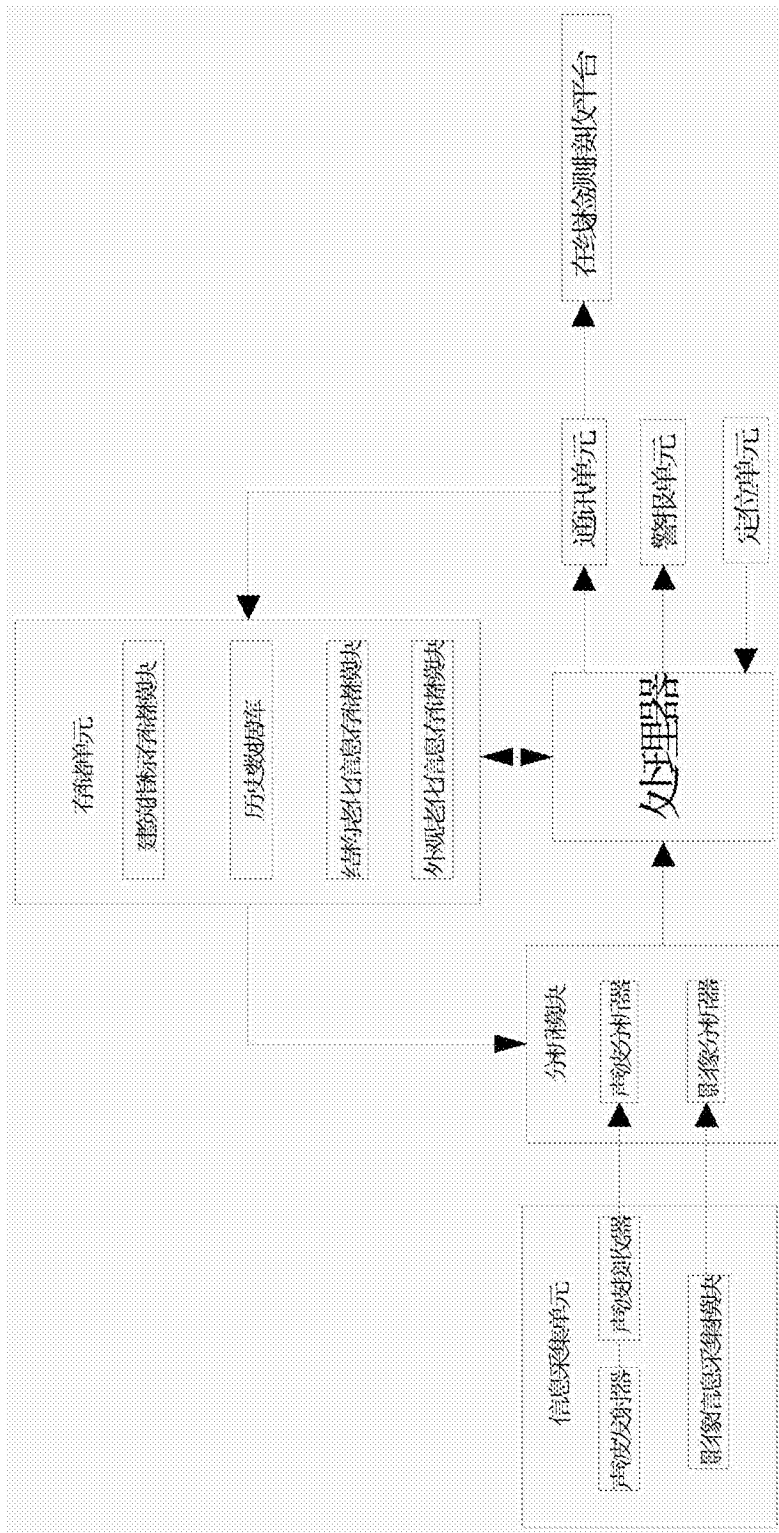 存储单元
建筑指标存储模块
历史数据库
结构老化信息存储模块
外观老化信息存储模块
信息采集单元
声波发射器
声波接收器
影像信息采集模块
分析模块
声波分析器
影像分析器
处理器
通讯单元
警报单元
定位单元
在线检测接收平台